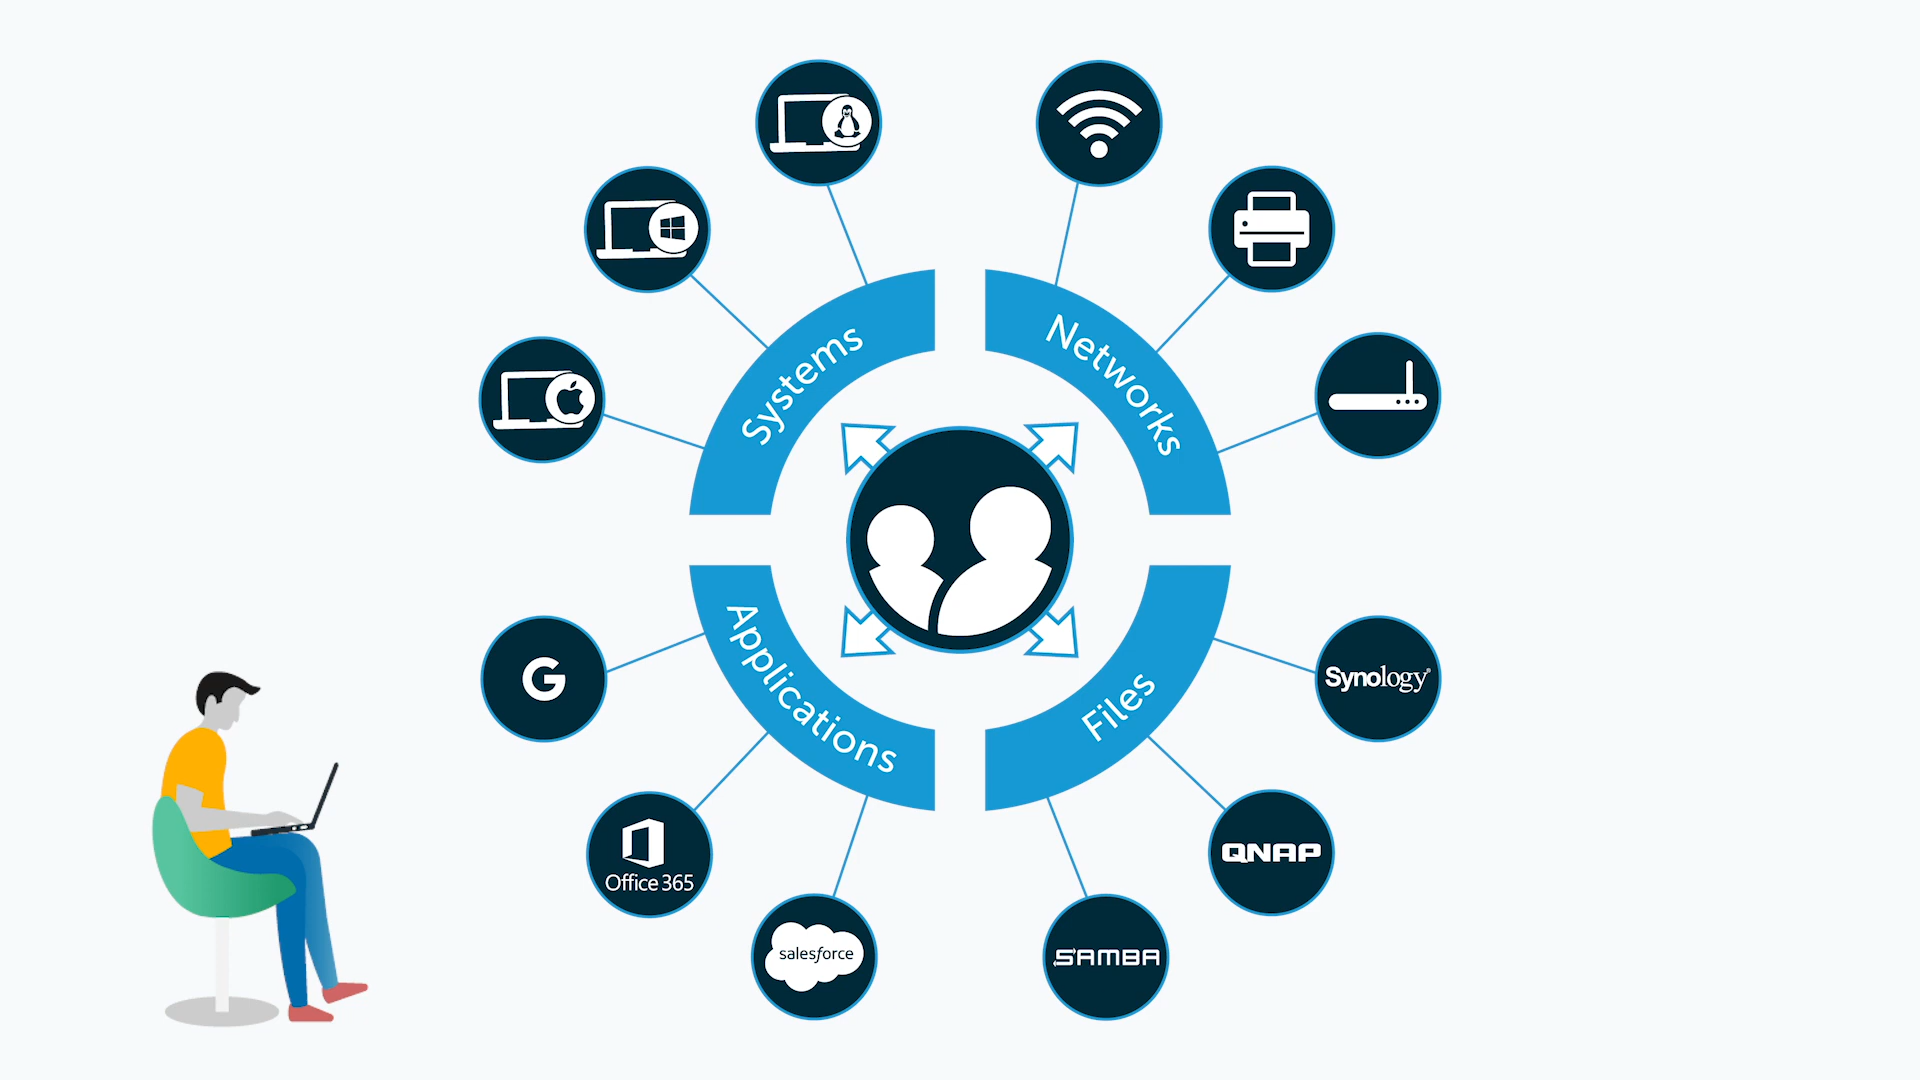 Systems
Networks
Applications
Files
G
Office 365
salesforce
Synology®
QNAP
SAMBA